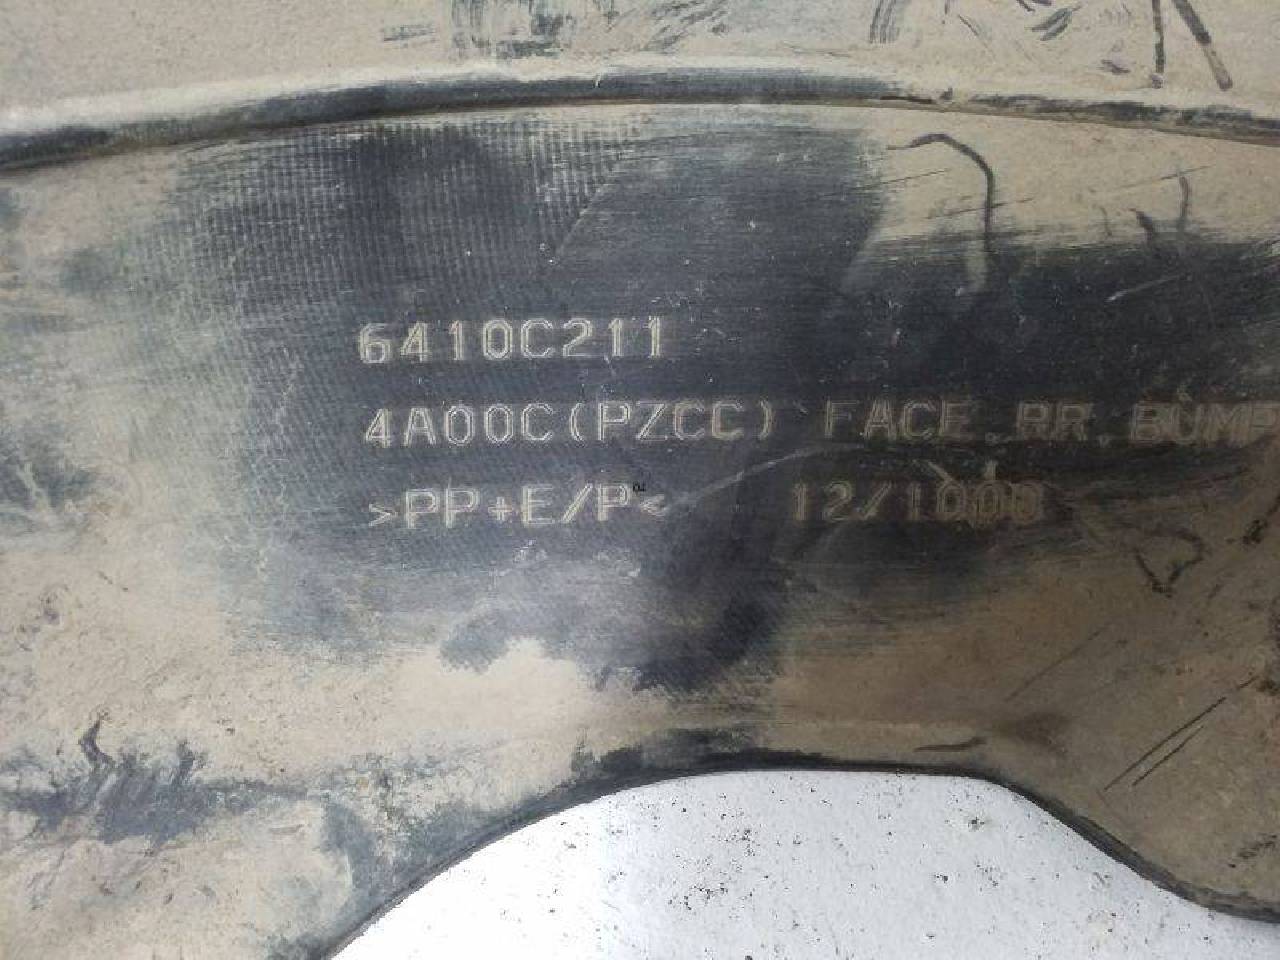 6410C211
4A00C(PZCC) FACE, RR, BUMP
>PP+E/P< 12/1000